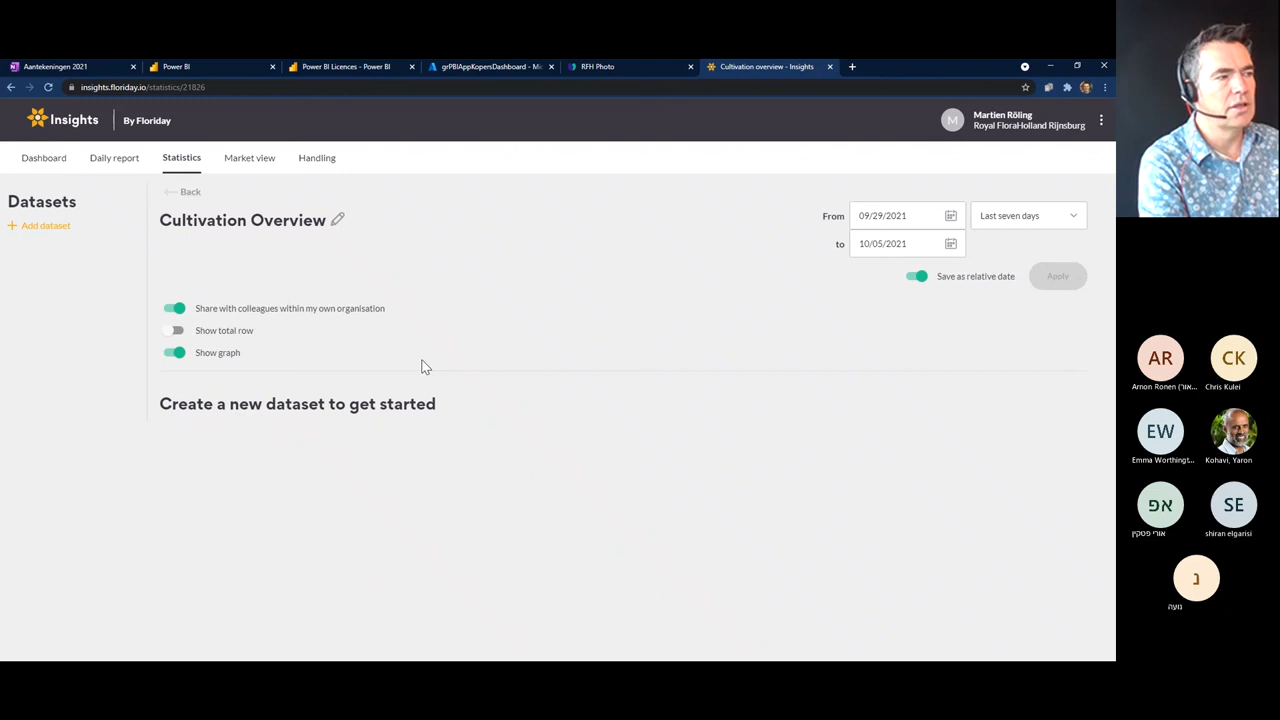 Aantekeningen 2021
Power BI
Power BI Licences - Power BI
grPBIAppKopersDashboard - Mic
RFH Photo
Cultivation overview - Insights
insights.floriday.io/statistics/21826
Insights
By Floriday
M
Martien Röling
Royal FloraHolland Rijnsburg
Dashboard
Daily report
Statistics
Market view
Handling
Datasets
+ Add dataset
Back
Cultivation Overview
From
09/29/2021
Last seven days
to
10/05/2021
Save as relative date
Apply
Share with colleagues within my own organisation
Show total row
Show graph
Create a new dataset to get started
AR
CK
Arnon Ronen (אור...
Chris Kulei
EW
Emma Worthingt...
Kohavi, Yaron
אפ
SE
אורי פטקין
shiran elgarisi
נ
נועה